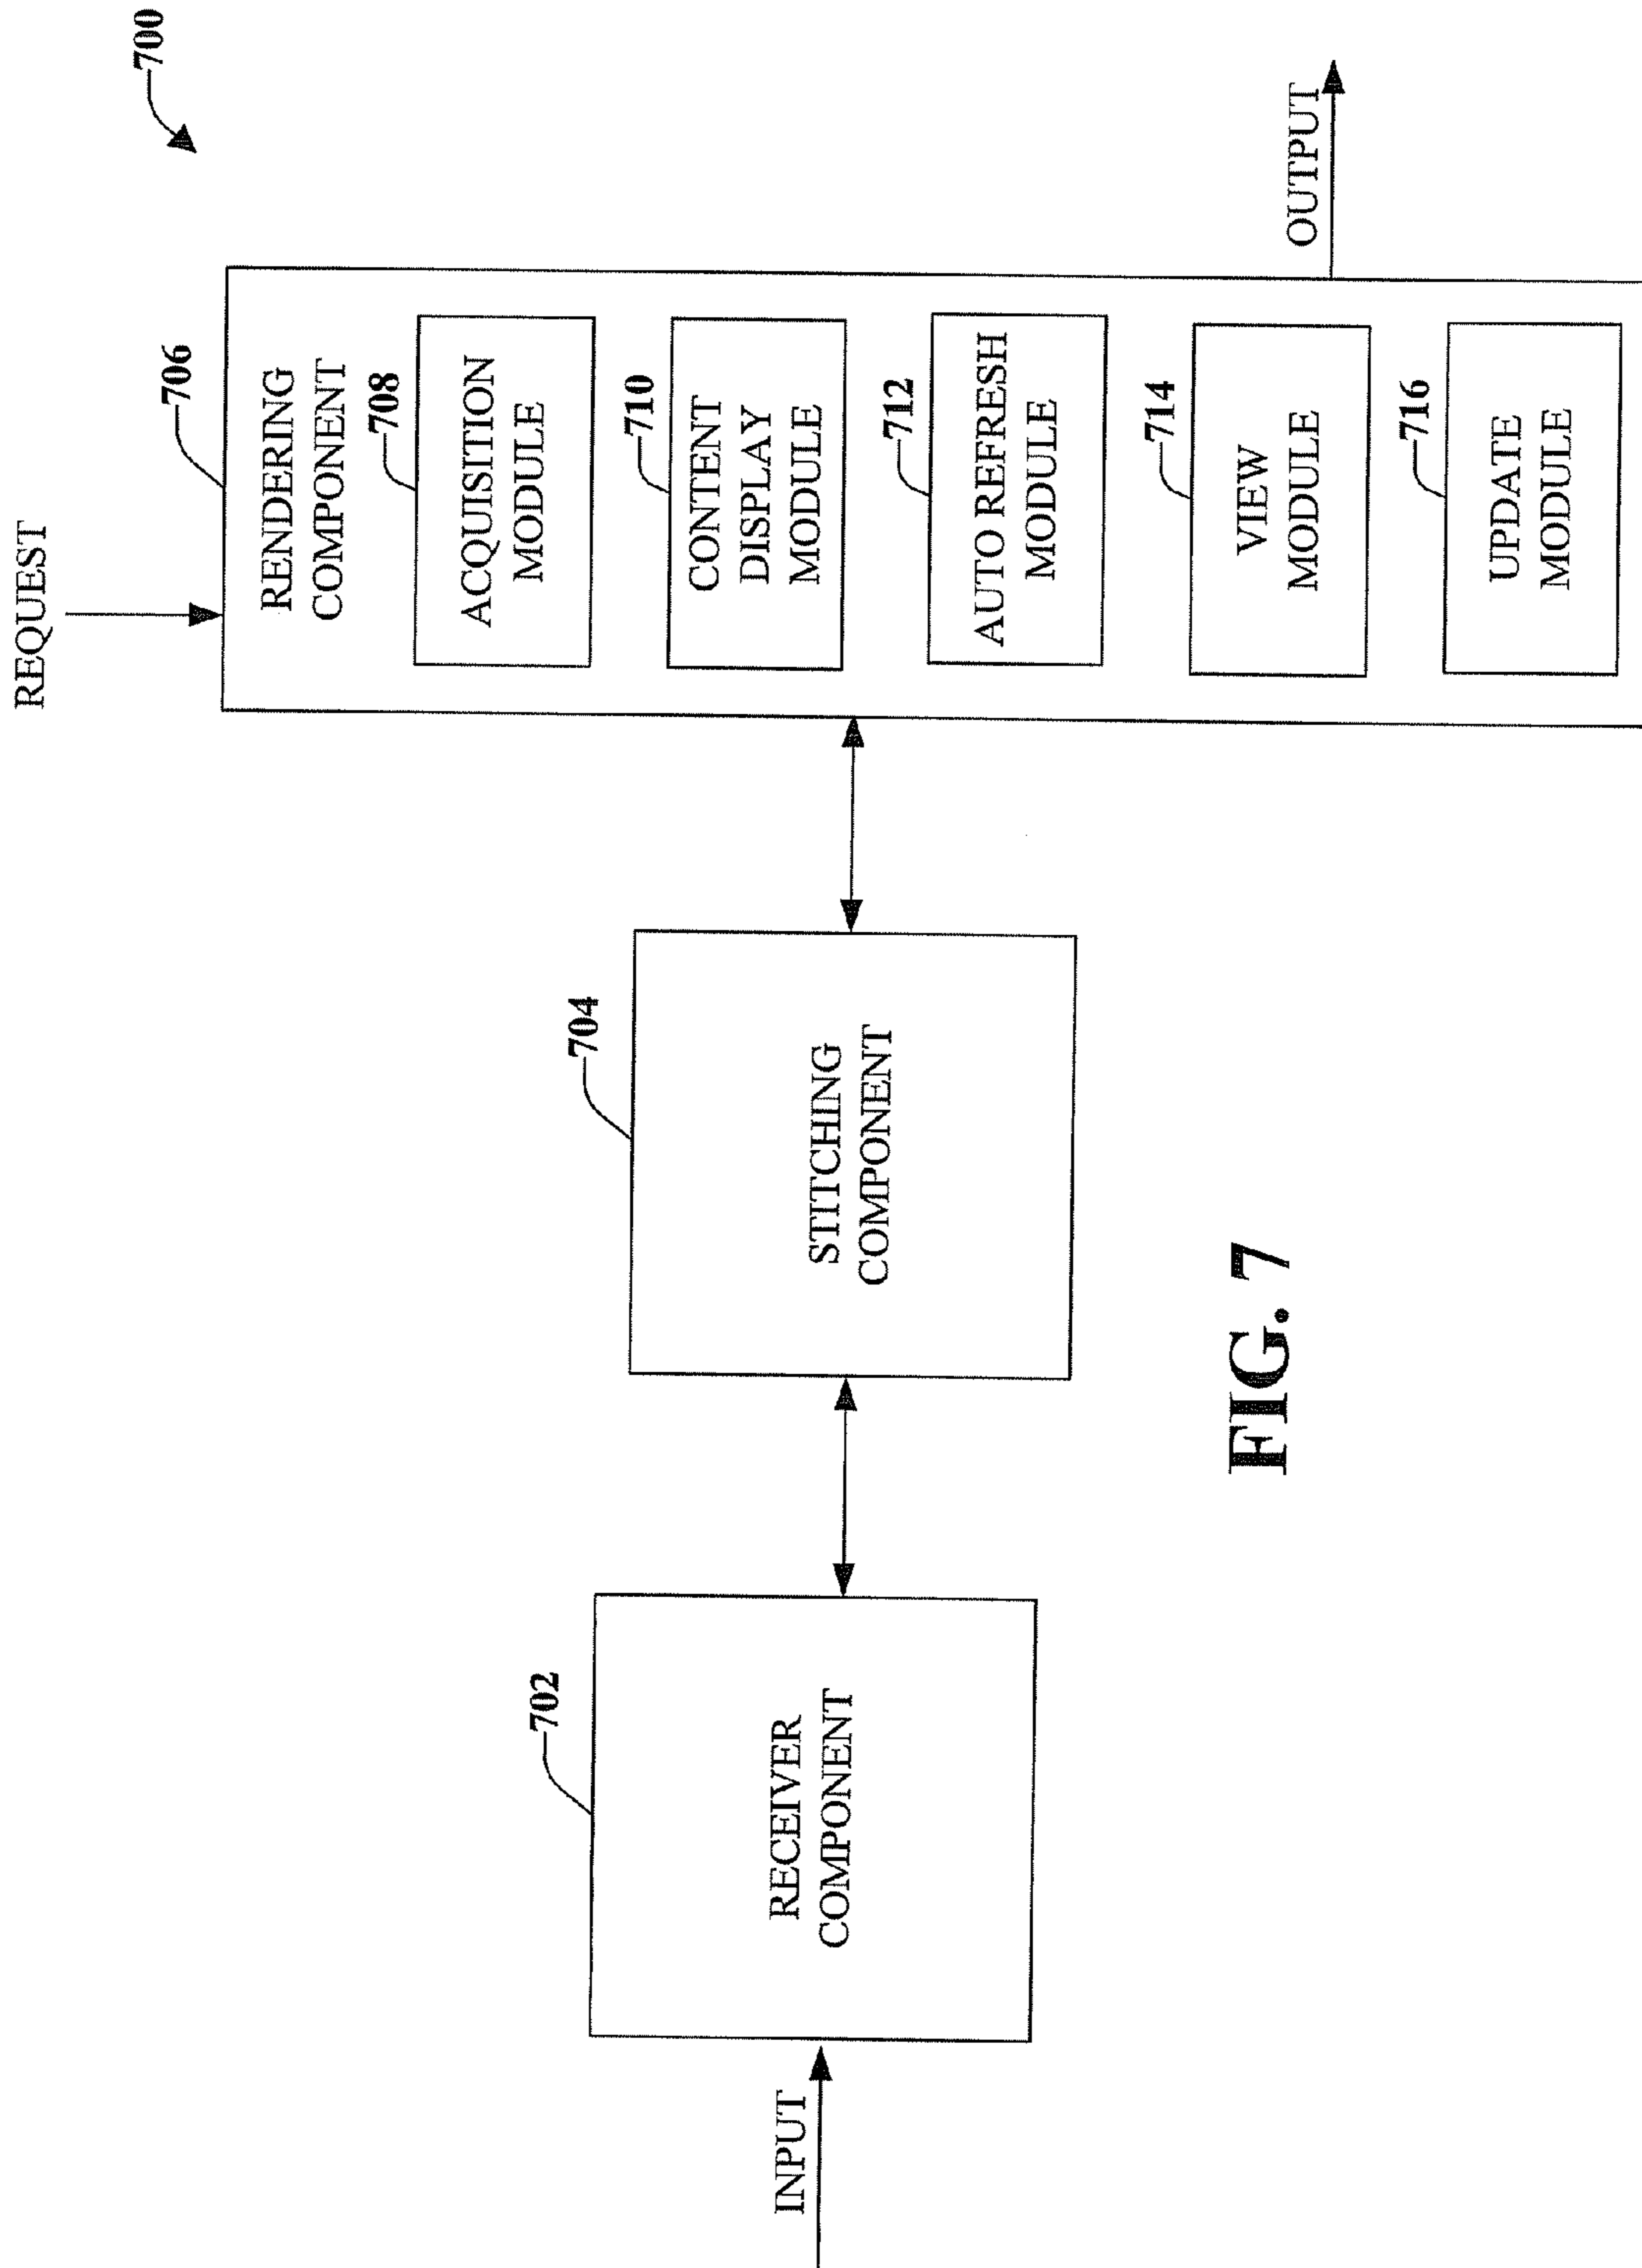 700
REQUEST
706
RENDERING
COMPONENT
708
ACQUISITION
MODULE
710
CONTENT
DISPLAY
MODULE
712
AUTO REFRESH
MODULE
714
VIEW
MODULE
716
UPDATE
MODULE
OUTPUT
704
STITCHING
COMPONENT
702
RECEIVER
COMPONENT
INPUT
FIG. 7